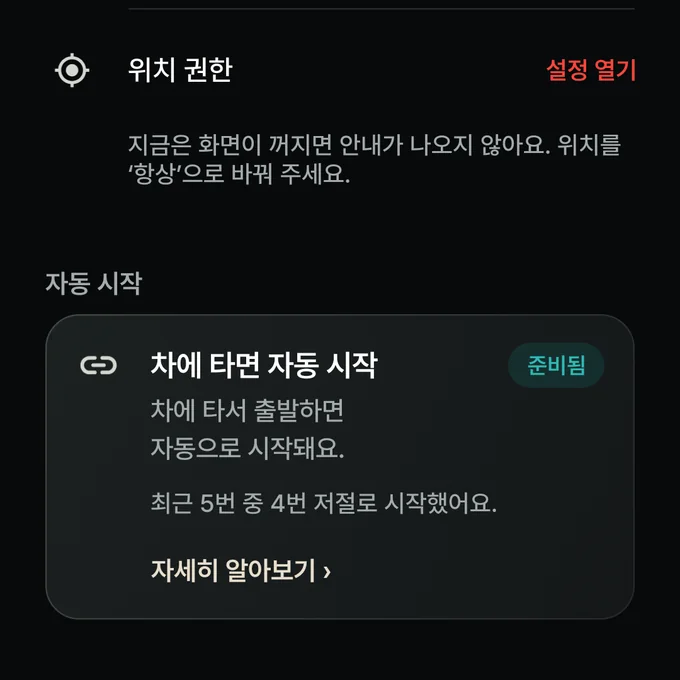 위치 권한
설정 열기
지금은 화면이 꺼지면 안내가 나오지 않아요. 위치를
‘항상’으로 바꿔 주세요.
자동 시작
차에 타면 자동 시작
준비됨
차에 타서 출발하면
자동으로 시작돼요.
최근 5번 중 4번 저절로 시작했어요.
자세히 알아보기 ›